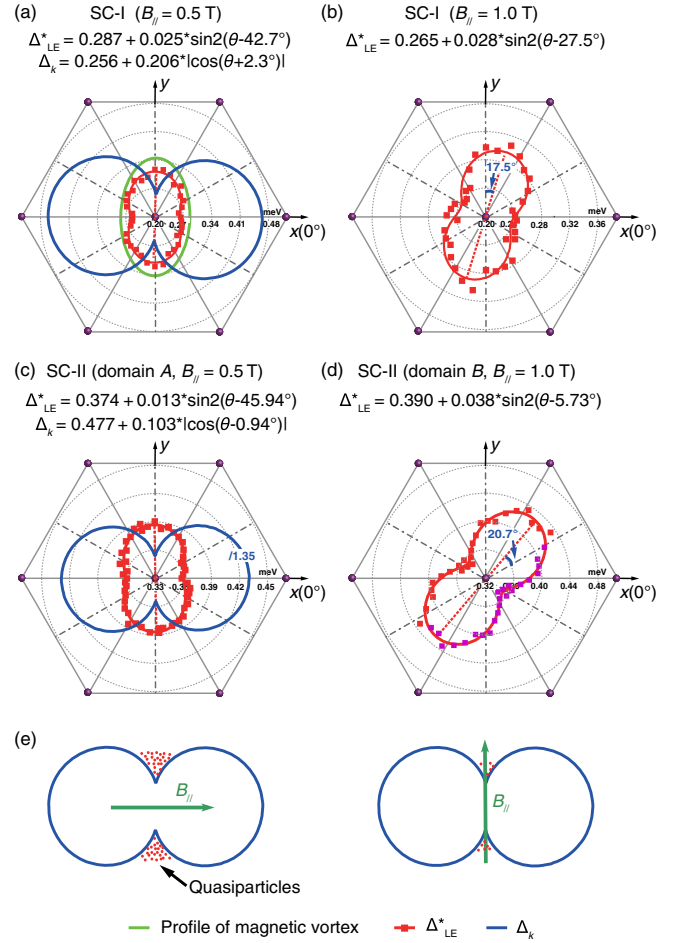 (a) SC-I (B// = 0.5 T)
Δ*LE = 0.287 + 0.025*sin2(θ-42.7°)
Δk = 0.256 + 0.206*|cos(θ+2.3°)|
y
meV
0.20 0.34 0.41 0.48 x(0°)
(b) SC-I (B// = 1.0 T)
Δ*LE = 0.265 + 0.028*sin2(θ-27.5°)
y
17.5°
meV
0.20 0.28 0.32 0.36 x(0°)
(c) SC-II (domain A, B// = 0.5 T)
Δ*LE = 0.374 + 0.013*sin2(θ-45.94°)
Δk = 0.477 + 0.103*|cos(θ-0.94°)|
y
/1.35
meV
0.33 0.39 0.42 0.45 x(0°)
(d) SC-II (domain B, B// = 1.0 T)
Δ*LE = 0.390 + 0.038*sin2(θ-5.73°)
y
20.7°
meV
0.32 0.40 0.44 0.48 x(0°)
(e)
B//
B//
Quasiparticles
Profile of magnetic vortex Δ*LE Δk